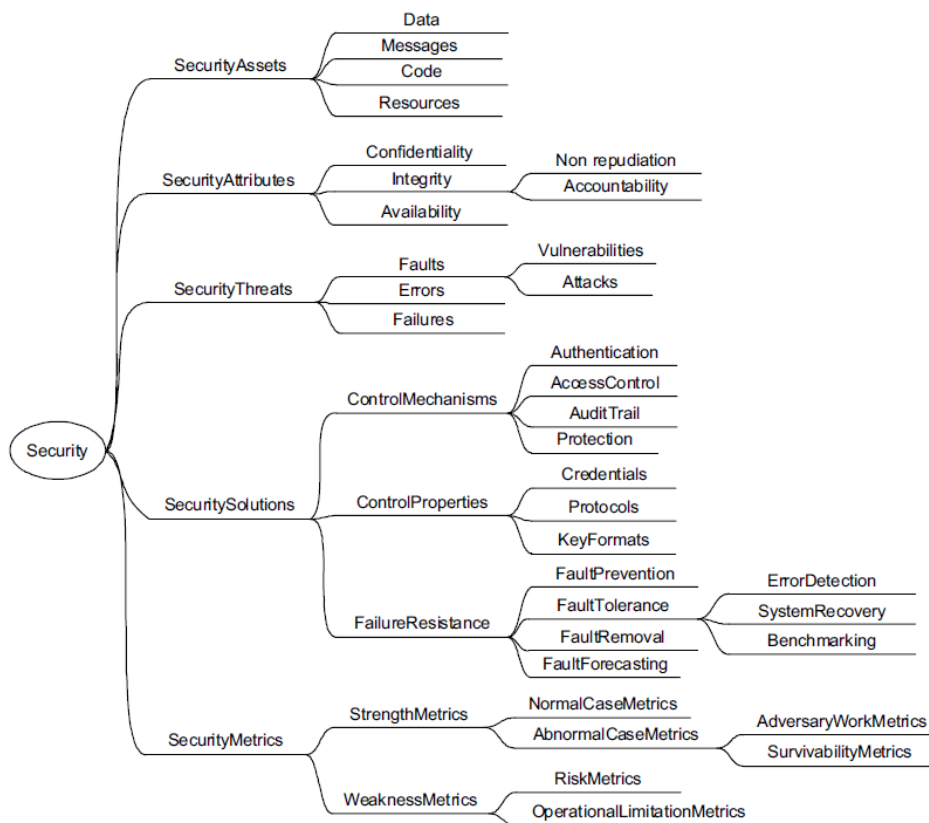 Security
SecurityAssets
Data
Messages
Code
Resources
SecurityAttributes
Confidentiality
Integrity
Non repudiation
Accountability
Availability
SecurityThreats
Faults
Vulnerabilities
Attacks
Errors
Failures
SecuritySolutions
ControlMechanisms
Authentication
AccessControl
AuditTrail
Protection
ControlProperties
Credentials
Protocols
KeyFormats
FailureResistance
FaultPrevention
FaultTolerance
ErrorDetection
SystemRecovery
Benchmarking
FaultRemoval
FaultForecasting
SecurityMetrics
StrengthMetrics
NormalCaseMetrics
AbnormalCaseMetrics
AdversaryWorkMetrics
SurvivabilityMetrics
WeaknessMetrics
RiskMetrics
OperationalLimitationMetrics